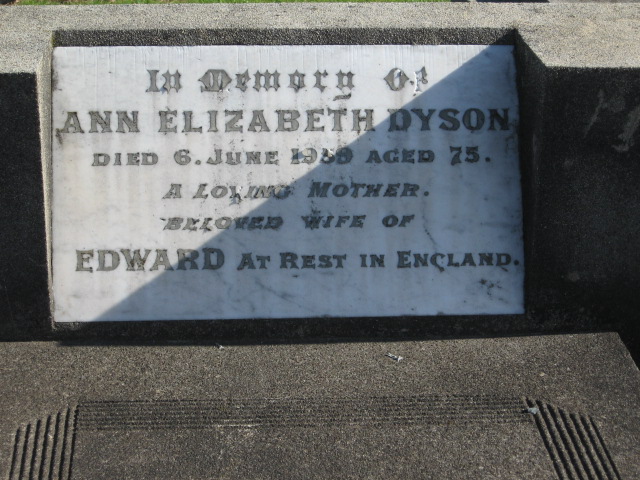 In Memory Of
ANN ELIZABETH DYSON
DIED 6. JUNE AGED 75.
A LOVING MOTHER.
BELOVED WIFE OF
EDWARD AT REST IN ENGLAND.